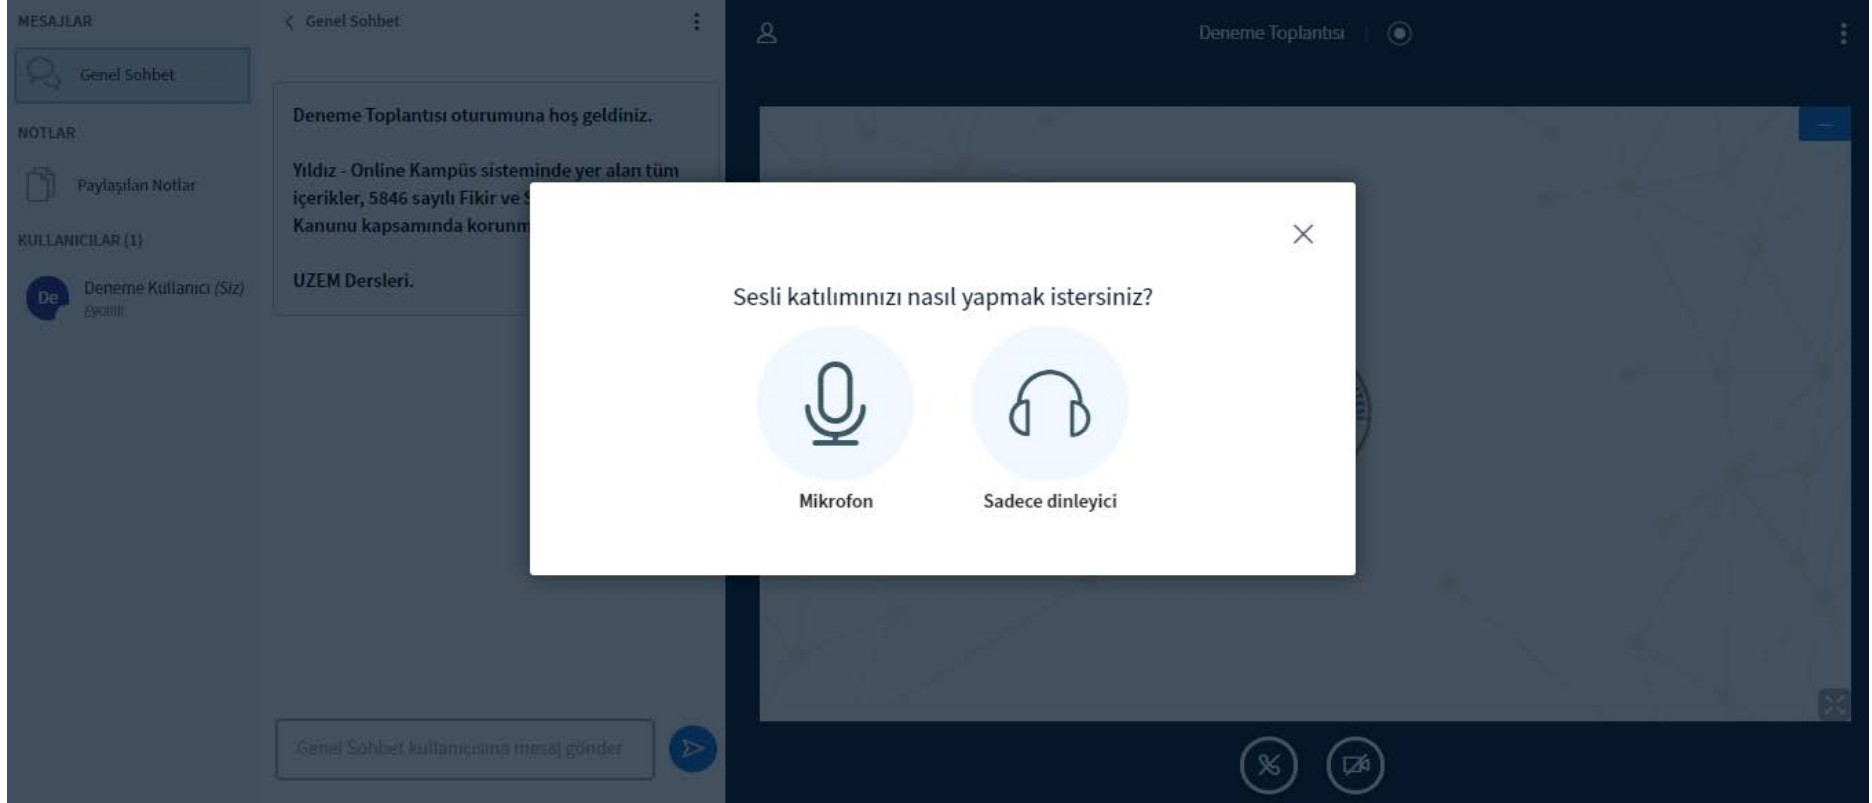 MESAJLAR
Genel Sohbet
NOTLAR
Paylaşılan Notlar
KULLANICILAR (1)
De
Deneme Kullanıcı (Siz)
Genel Sohbet
Deneme Toplantısı oturumuna hoş geldiniz.
Yıldız - Online Kampüs sisteminde yer alan tüm
içerikler, 5846 sayılı Fikir ve
Kanunu kapsamında
UZEM Dersleri.
Genel Sohbet kullanıcısına mesaj gönder
Deneme Toplantısı
Sesli katılımınızı nasıl yapmak istersiniz?
Mikrofon
Sadece dinleyici